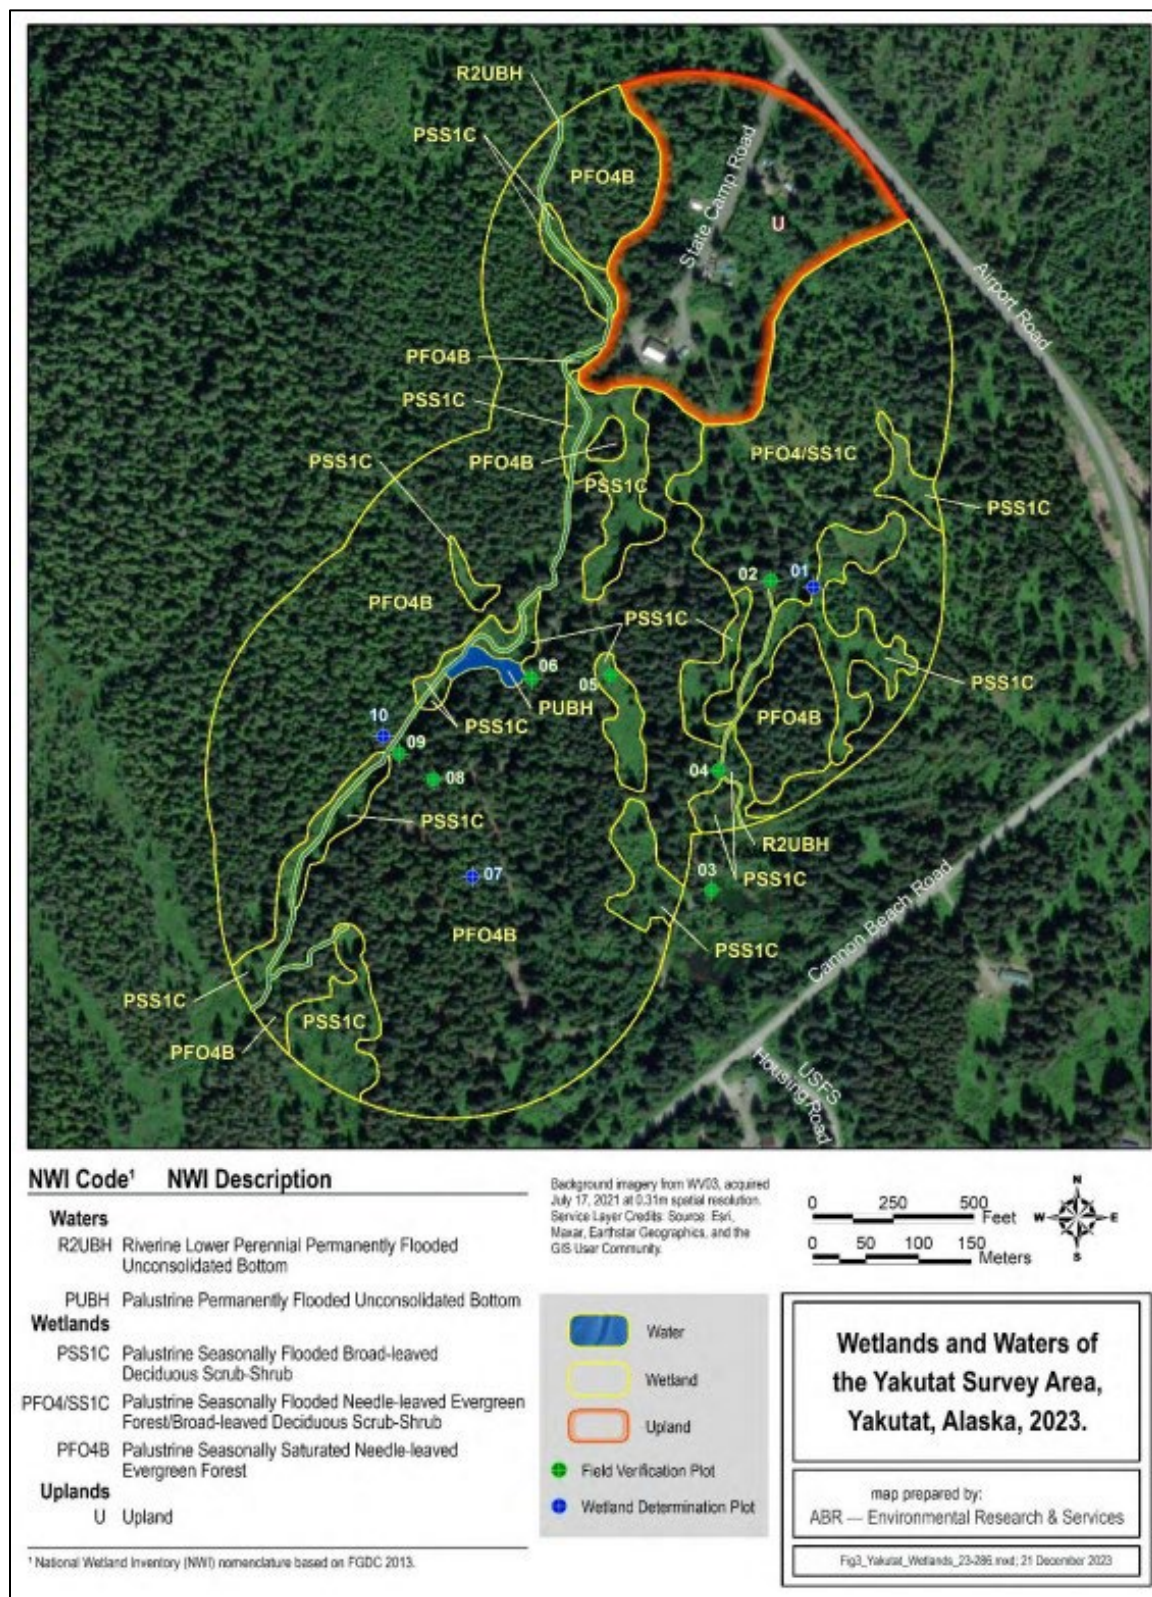 R2UBH
PSS1C
PFO4B
State Camp Road
U
Airport Road
PFO4B
PSS1C
PFO4B
PSS1C
PSS1C
PFO4/SS1C
PSS1C
PFO4B
02
01
PSS1C
PSS1C
06
05
PUBH
PFO4B
10
PSS1C
09
08
04
PSS1C
R2UBH
PSS1C
07
03
PFO4B
PSS1C
Cannon Beach Road
PSS1C
PSS1C
PFO4B
USFS
Housing Road
NWI Code¹ NWI Description
Waters
R2UBH Riverine Lower Perennial Permanently Flooded
Unconsolidated Bottom
PUBH Palustrine Permanently Flooded Unconsolidated Bottom
Wetlands
PSS1C Palustrine Seasonally Flooded Broad-leaved
Deciduous Scrub-Shrub
PFO4/SS1C Palustrine Seasonally Flooded Needle-leaved Evergreen
Forest/Broad-leaved Deciduous Scrub-Shrub
PFO4B Palustrine Seasonally Saturated Needle-leaved
Evergreen Forest
Uplands
U Upland
¹ National Wetland Inventory (NWI) nomenclature based on FGDC 2013.
Background imagery from WV03, acquired
July 17, 2021 at 0.31m spatial resolution.
Service Layer Credits: Source: Esri,
Maxar, Earthstar Geographics, and the
GIS User Community.
Water
Wetland
Upland
Field Verification Plot
Wetland Determination Plot
0 250 500
Feet
0 50 100 150
Meters
N
W E
S
Wetlands and Waters of
the Yakutat Survey Area,
Yakutat, Alaska, 2023.
map prepared by:
ABR — Environmental Research & Services
Fig3_Yakutat_Wetlands_23-286.mxd; 21 December 2023